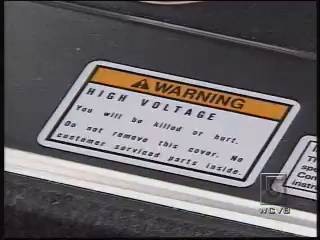 WARNING
HIGH VOLTAGE
You will be killed or hurt.
Do not remove this cover. No
customer serviced parts inside.
WCVB